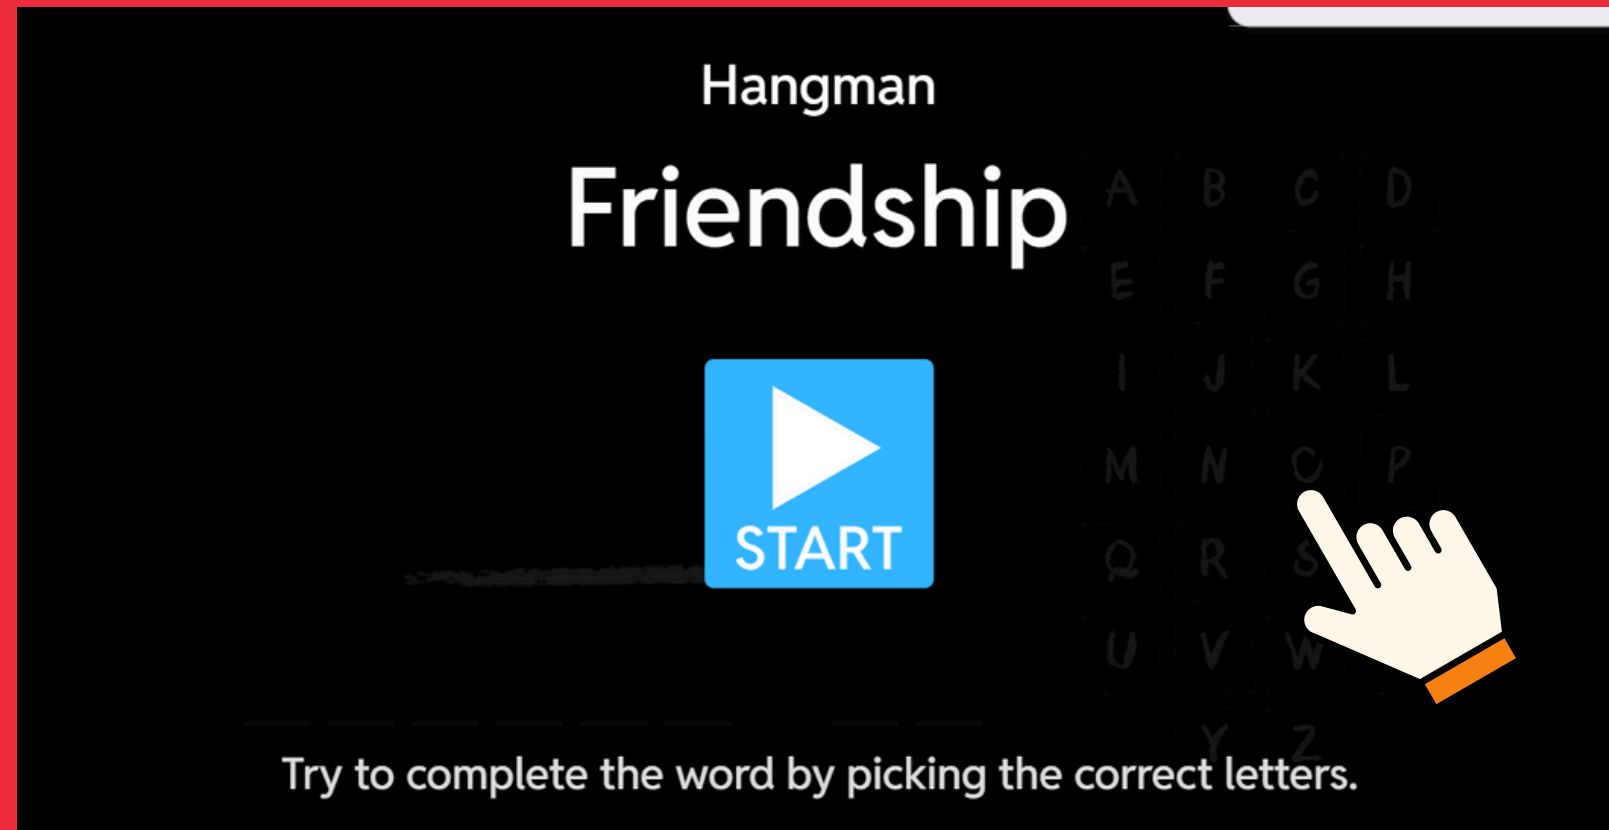 Hangman
Friendship
A B C D
E F G H
I J K L
M N O P
Q R S
U V W
Y Z
START
Try to complete the word by picking the correct letters.